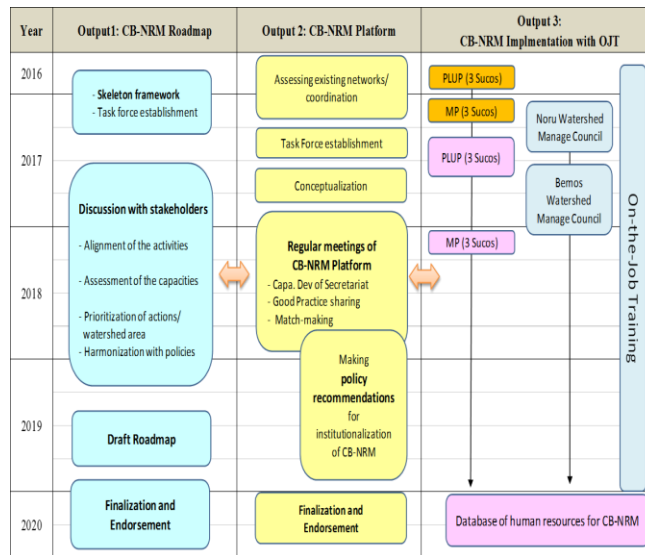 Year
Output1: CB-NRM Roadmap
Output 2: CB-NRM Platform
Output 3:
CB-NRM Implmentation with OJT
2016
2017
2018
2019
2020
- Skeleton framework
- Task force establishment
Discussion with stakeholders
- Alignment of the activities
- Assessment of the capacities
- Prioritization of actions/
watershed area
- Harmonization with policies
Draft Roadmap
Finalization and
Endorsement
Assessing existing networks/
coordination
Task Force establishment
Conceptualization
Regular meetings of
CB-NRM Platform
- Capa. Dev of Secretariat
- Good Practice sharing
- Match-making
Making
policy
recommendations
for
institutionalization
of CB-NRM
Finalization and
Endorsement
PLUP (3 Sucos)
MP (3 Sucos)
PLUP (3 Sucos)
MP (3 Sucos)
Noru Watershed
Manage Council
Bemos
Watershed
Manage Council
On-the-Job Training
Database of human resources for CB-NRM